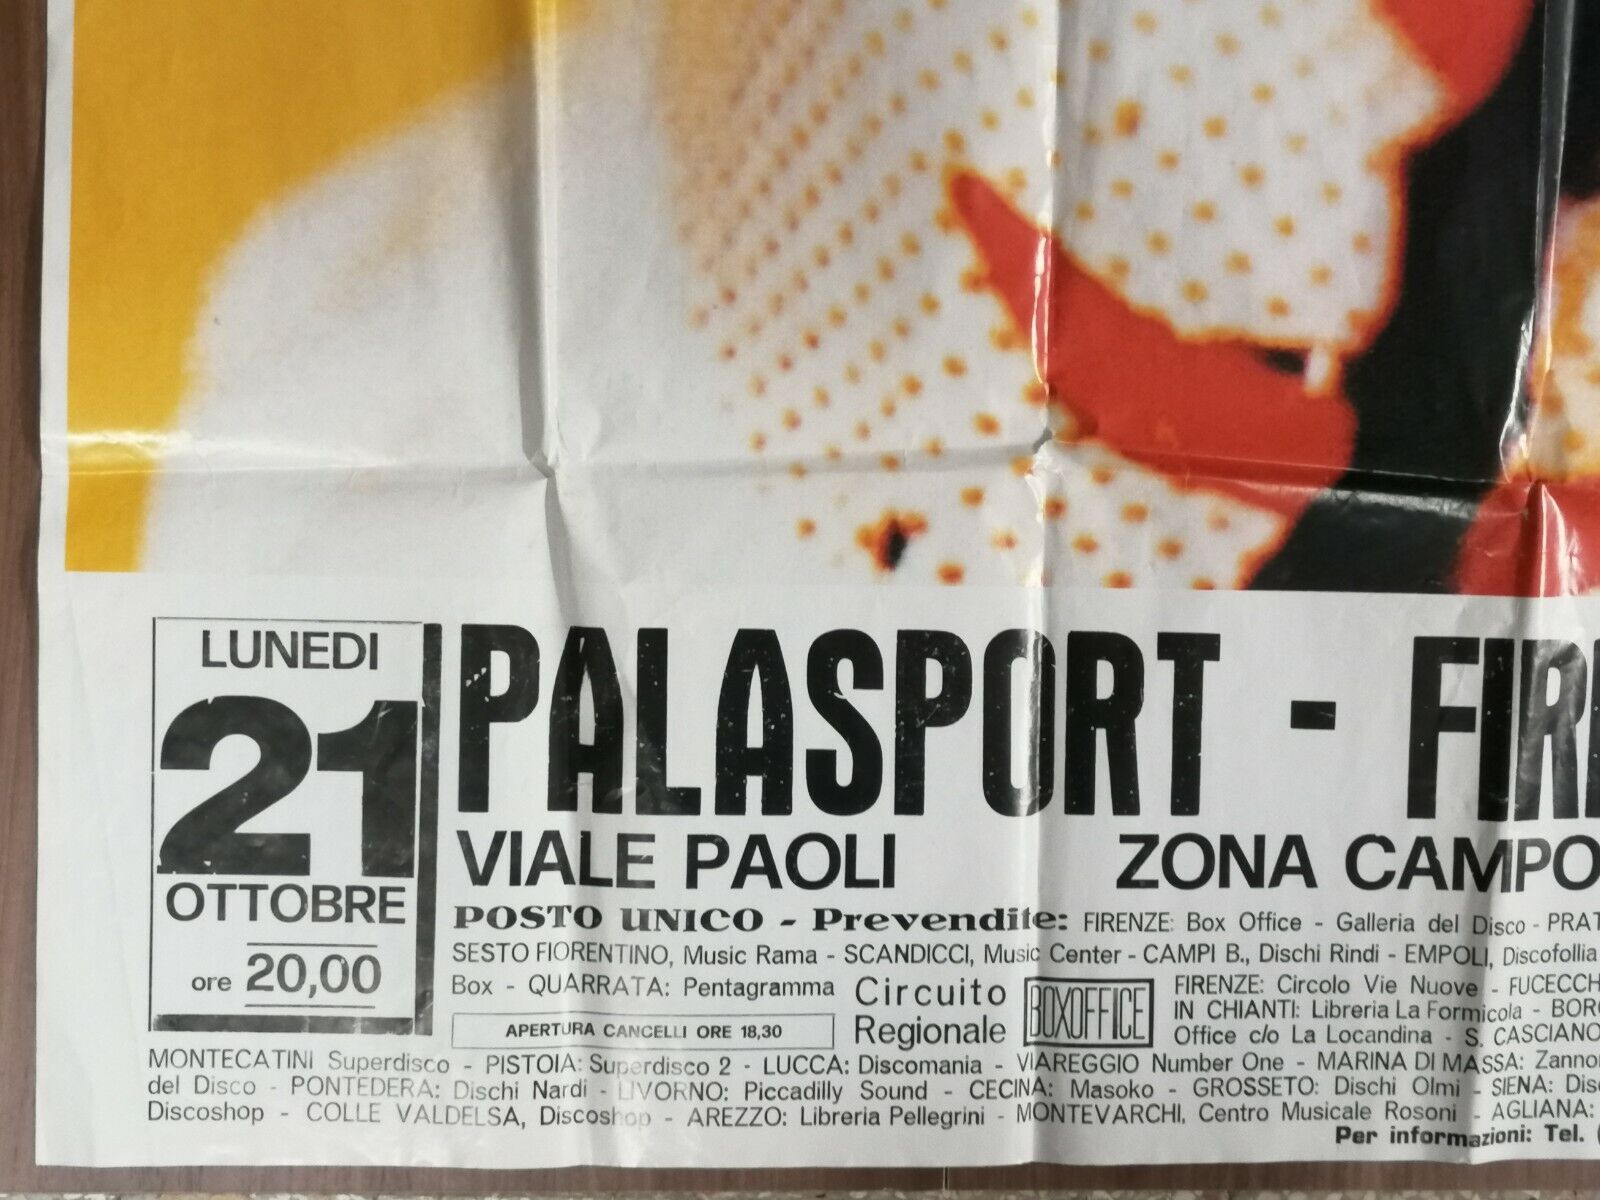 LUNEDI
21
OTTOBRE
ore 20,00
PALASPORT - FIR
VIALE PAOLI ZONA CAMPO
POSTO UNICO - Prevendite: FIRENZE: Box Office - Galleria del Disco - PRAT
SESTO FIORENTINO, Music Rama - SCANDICCI, Music Center - CAMPI B., Dischi Rindi - EMPOLI, Discofollia
Box - QUARRATA: Pentagramma
APERTURA CANCELLI ORE 18,30
Circuito
Regionale
BOXOFFICE
FIRENZE: Circolo Vie Nuove - FUCECCH
IN CHIANTI: Libreria La Formicola - BOR
Office c/o La Locandina - S. CASCIANO
MONTECATINI Superdisco - PISTOIA: Superdisco 2 - LUCCA: Discomania - VIAREGGIO Number One - MARINA DI MASSA: Zanno
del Disco - PONTEDERA: Dischi Nardi - LIVORNO: Piccadilly Sound - CECINA: Masoko - GROSSETO: Dischi Olmi - SIENA: Dis
Discoshop - COLLE VALDELSA, Discoshop - AREZZO: Libreria Pellegrini - MONTEVARCHI, Centro Musicale Rosoni - AGLIANA:
Per informazioni: Tel. (